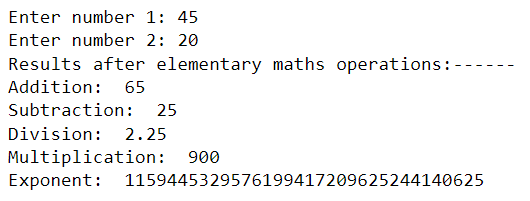 Enter number 1: 45
Enter number 2: 20
Results after elementary maths operations:------
Addition:  65
Subtraction:  25
Division:  2.25
Multiplication:  900
Exponent:  1159445329576199417209625244140625